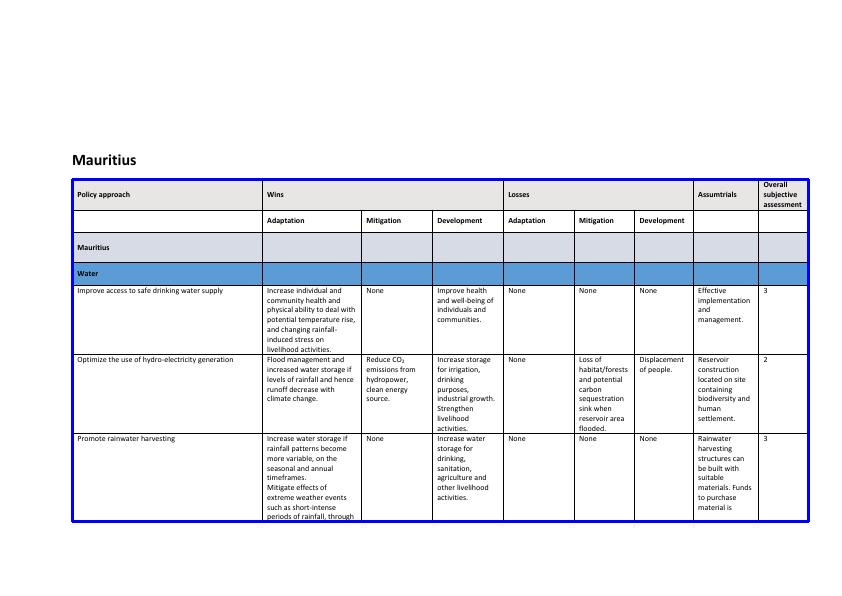 Mauritius
Policy approach
Wins
Losses
Assumtrials
Overall
subjective
assessment
Adaptation
Mitigation
Development
Adaptation
Mitigation
Development
Mauritius
Water
Improve access to safe drinking water supply
Increase individual and
community health and
physical ability to deal with
potential temperature rise,
and changing rainfall-
induced stress on
livelihood activities.
None
Improve health
and well-being of
individuals and
communities.
None
None
None
Effective
implementation
and
management.
3
Optimize the use of hydro-electricity generation
Flood management and
increased water storage if
levels of rainfall and hence
runoff decrease with
climate change.
Reduce CO₂
emissions from
hydropower,
clean energy
source.
Increase storage
for irrigation,
drinking
purposes,
industrial growth.
Strengthen
livelihood
activities.
None
Loss of
habitat/forests
and potential
carbon
sequestration
sink when
reservoir area
flooded.
Displacement
of people.
Reservoir
construction
located on site
containing
biodiversity and
human
settlement.
2
Promote rainwater harvesting
Increase water storage if
rainfall patterns become
more variable, on the
seasonal and annual
timeframes.
Mitigate effects of
extreme weather events
such as short-intense
periods of rainfall, through
None
Increase water
storage for
drinking,
sanitation,
agriculture and
other livelihood
activities.
None
None
None
Rainwater
harvesting
structures can
be built with
suitable
materials. Funds
to purchase
material is
3